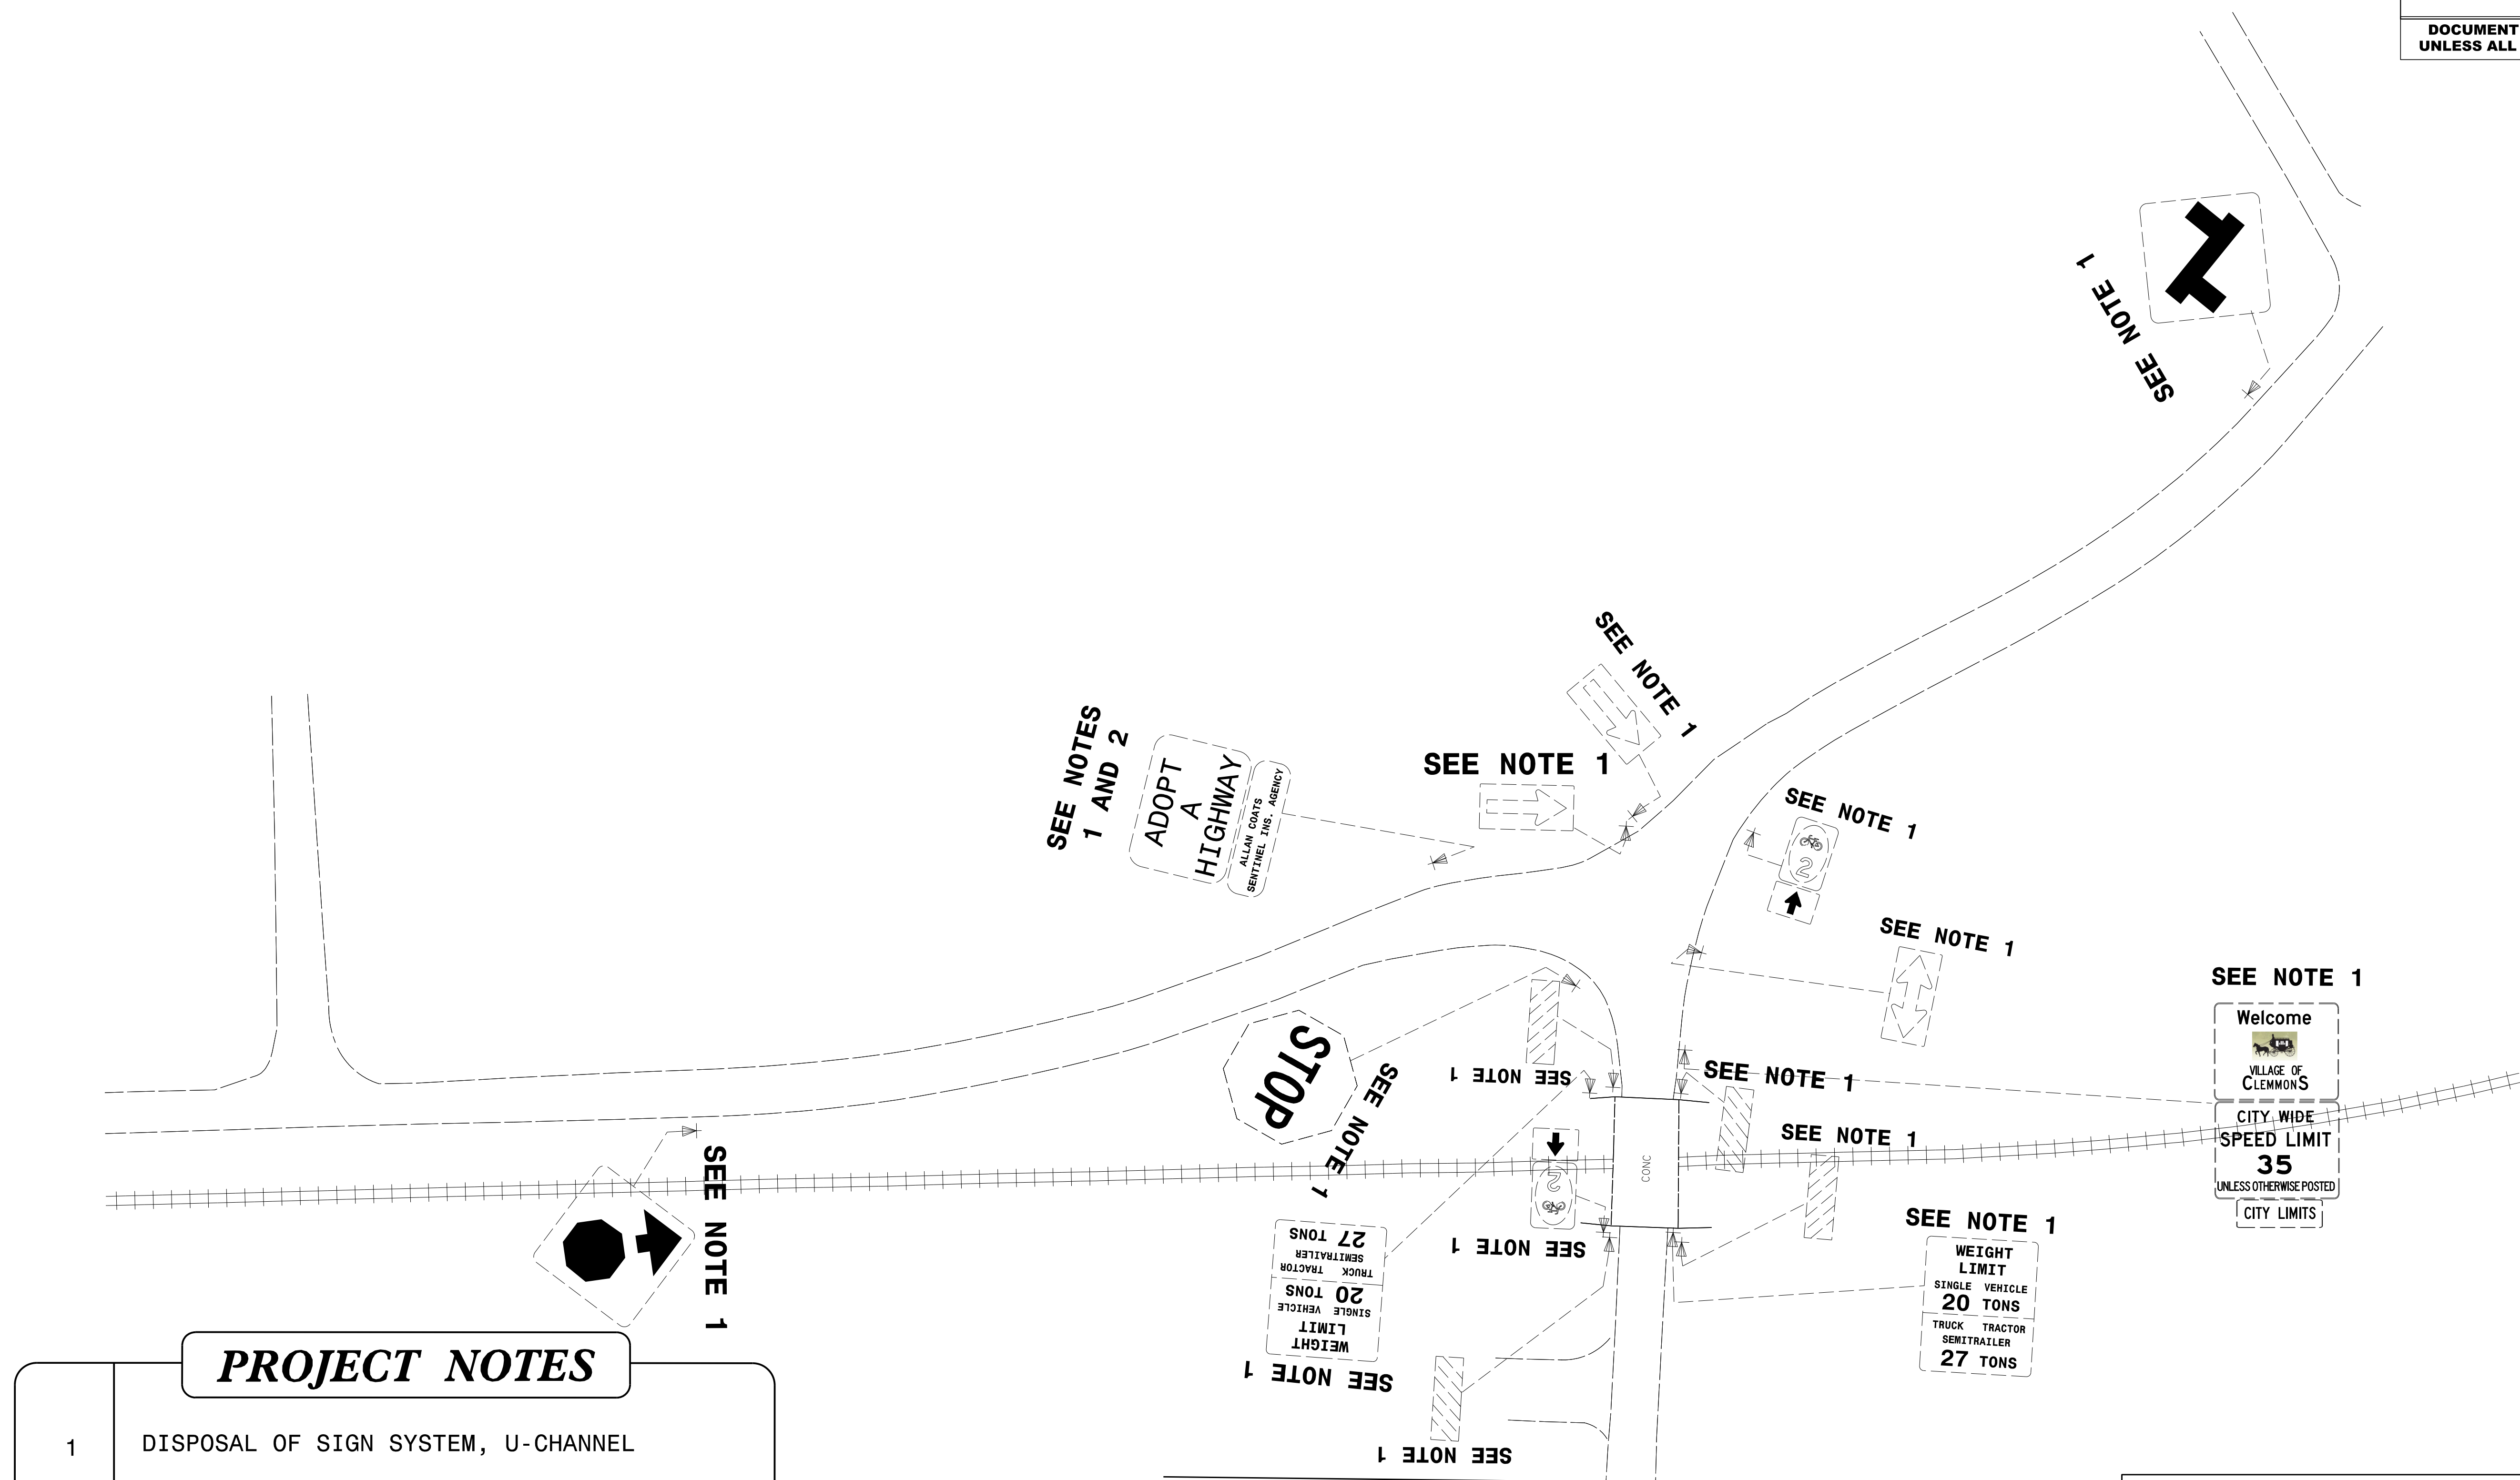 DOCUMENT
UNLESS ALL
SEE NOTE 1
SEE NOTE 1
SEE NOTES
1 AND 2
ADOPT
A
HIGHWAY
ALLAN COATS
SENTINEL INS. AGENCY
SEE NOTE 1
SEE NOTE 1
2
SEE NOTE 1
SEE NOTE 1
Welcome
VILLAGE OF
CLEMMONS
CITY WIDE
SPEED LIMIT
35
UNLESS OTHERWISE POSTED
CITY LIMITS
STOP
SEE NOTE 1
SEE NOTE 1
SEE NOTE 1
SEE NOTE 1
CONC
2
SEE NOTE 1
SEE NOTE 1
WEIGHT
LIMIT
SINGLE VEHICLE
20 TONS
TRUCK TRACTOR
SEMITRAILER
27 TONS
SEE NOTE 1
WEIGHT
LIMIT
SINGLE VEHICLE
20 TONS
TRUCK TRACTOR
SEMITRAILER
27 TONS
SEE NOTE 1
SEE NOTE 1
SEE NOTE 1
PROJECT NOTES
1 DISPOSAL OF SIGN SYSTEM, U-CHANNEL